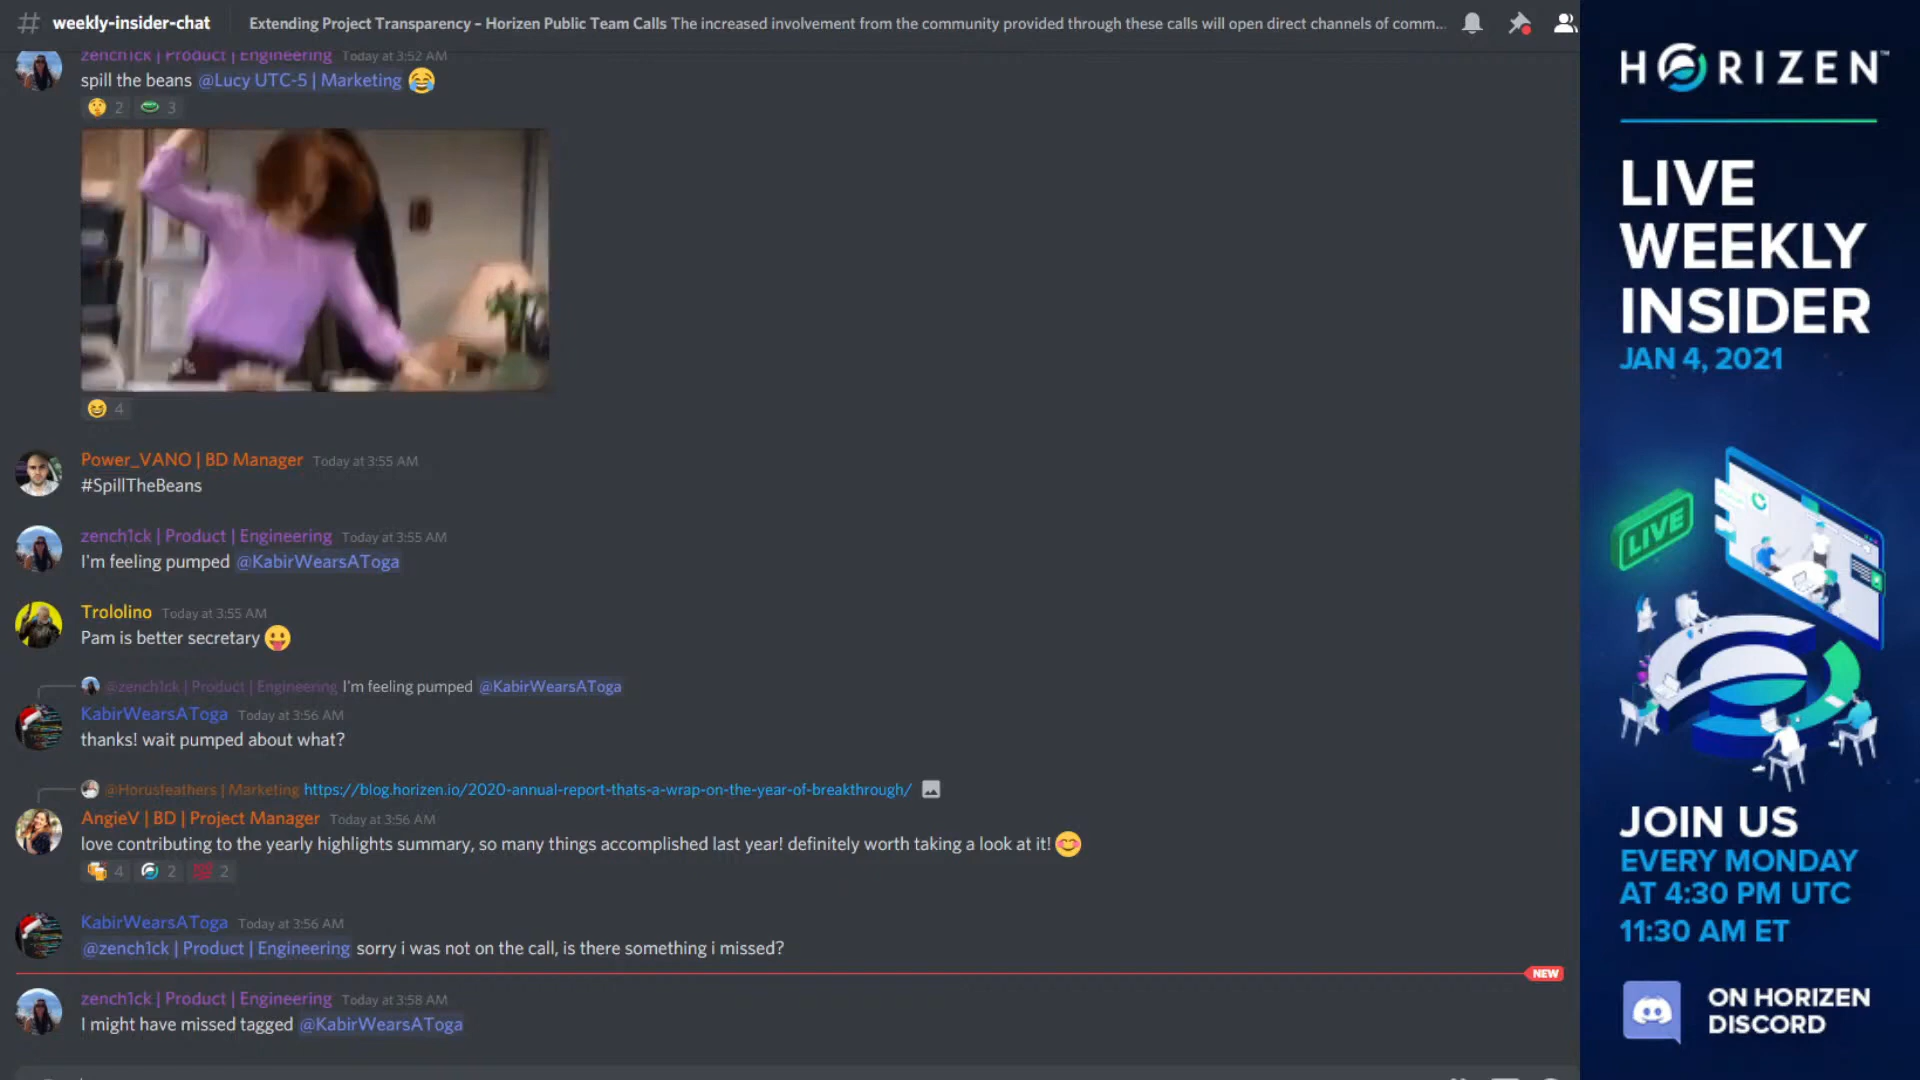 weekly-insider-chat
Extending Project Transparency – Horizen Public Team Calls The increased involvement from the community provided through these calls will open direct channels of comm...
zench1ck | Product | Engineering Today at 3:52 AM
spill the beans @Lucy UTC-5 | Marketing
2 3
4
Power_VANO | BD Manager Today at 3:55 AM
#SpillTheBeans
zench1ck | Product | Engineering Today at 3:55 AM
I'm feeling pumped @KabirWearsAToga
Trololino Today at 3:55 AM
Pam is better secretary
@zench1ck | Product | Engineering I'm feeling pumped @KabirWearsAToga
KabirWearsAToga Today at 3:56 AM
thanks! wait pumped about what?
@Horusfeathers | Marketing https://blog.horizen.io/2020-annual-report-thats-a-wrap-on-the-year-of-breakthrough/
AngieV | BD | Project Manager Today at 3:56 AM
love contributing to the yearly highlights summary, so many things accomplished last year! definitely worth taking a look at it!
4 2 2
KabirWearsAToga Today at 3:56 AM
@zench1ck | Product | Engineering sorry i was not on the call, is there something i missed?
NEW
zench1ck | Product | Engineering Today at 3:58 AM
I might have missed tagged @KabirWearsAToga
HORIZEN™
LIVE
WEEKLY
INSIDER
JAN 4, 2021
LIVE
JOIN US
EVERY MONDAY
AT 4:30 PM UTC
11:30 AM ET
ON HORIZEN
DISCORD